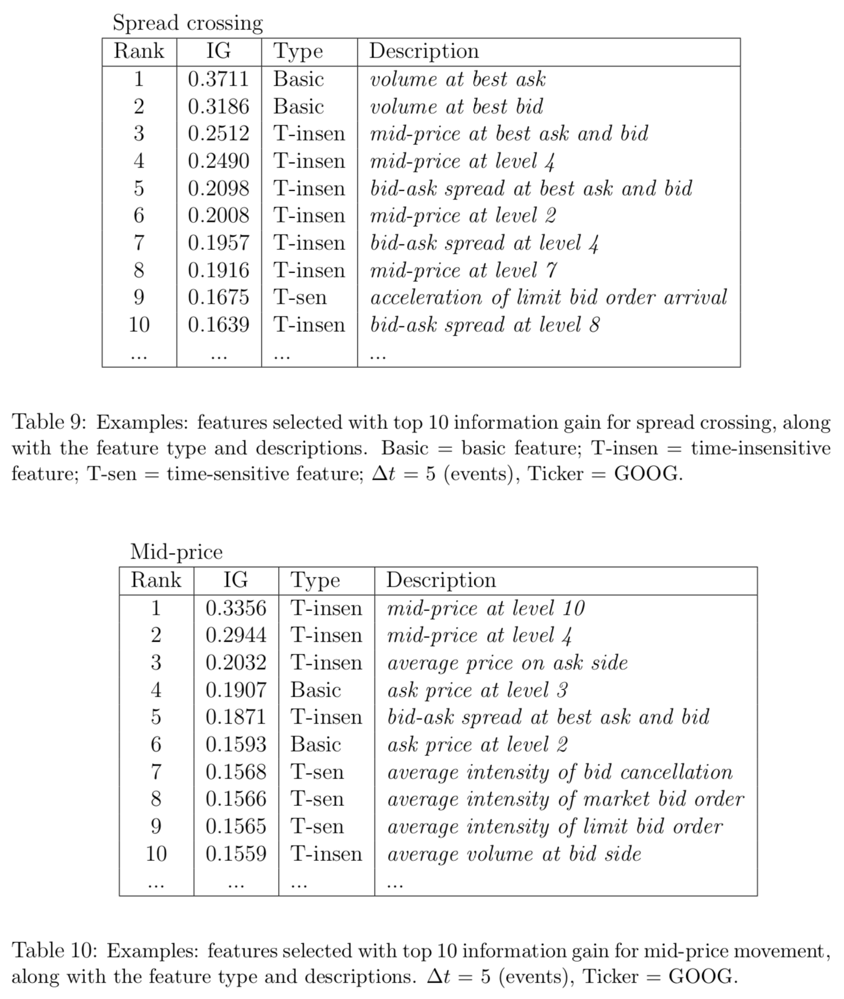 Spread crossing
Rank IG Type Description
1 0.3711 Basic volume at best ask
2 0.3186 Basic volume at best bid
3 0.2512 T-insen mid-price at best ask and bid
4 0.2490 T-insen mid-price at level 4
5 0.2098 T-insen bid-ask spread at best ask and bid
6 0.2008 T-insen mid-price at level 2
7 0.1957 T-insen bid-ask spread at level 4
8 0.1916 T-insen mid-price at level 7
9 0.1675 T-sen acceleration of limit bid order arrival
10 0.1639 T-insen bid-ask spread at level 8
... ... ... ...
Table 9: Examples: features selected with top 10 information gain for spread crossing, along
with the feature type and descriptions. Basic = basic feature; T-insen = time-insensitive
feature; T-sen = time-sensitive feature; Δt = 5 (events), Ticker = GOOG.
Mid-price
Rank IG Type Description
1 0.3356 T-insen mid-price at level 10
2 0.2944 T-insen mid-price at level 4
3 0.2032 T-insen average price on ask side
4 0.1907 Basic ask price at level 3
5 0.1871 T-insen bid-ask spread at best ask and bid
6 0.1593 Basic ask price at level 2
7 0.1568 T-sen average intensity of bid cancellation
8 0.1566 T-sen average intensity of market bid order
9 0.1565 T-sen average intensity of limit bid order
10 0.1559 T-insen average volume at bid side
... ... ... ...
Table 10: Examples: features selected with top 10 information gain for mid-price movement,
along with the feature type and descriptions. Δt = 5 (events), Ticker = GOOG.